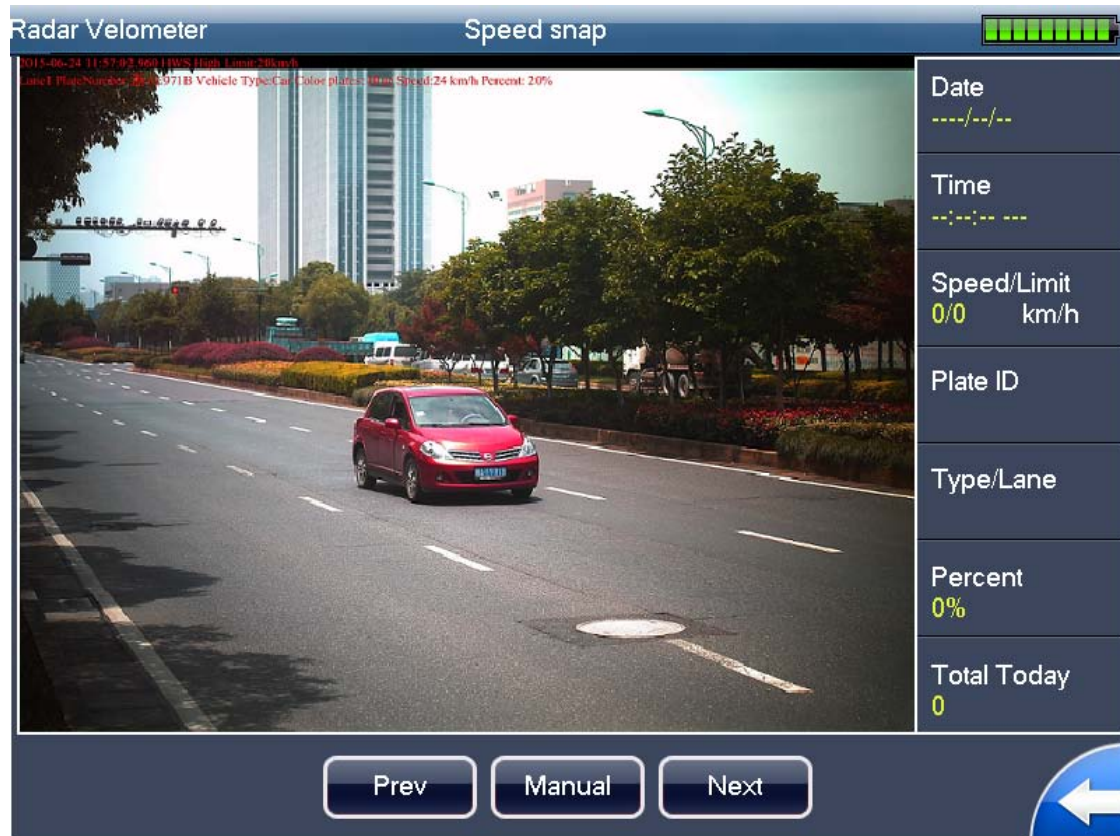 Radar Velometer
Speed snap
2015-06-24 11:57:02.960 HWS High Limit:20km/h
Lane1 PlateNumber: 971B Vehicle Type:Car Color plates: Speed:24 km/h Percent: 20%
Date
----/--/--
Time
--:--:-- ---
Speed/Limit
0/0 km/h
Plate ID
Type/Lane
Percent
0%
Total Today
0
Prev
Manual
Next